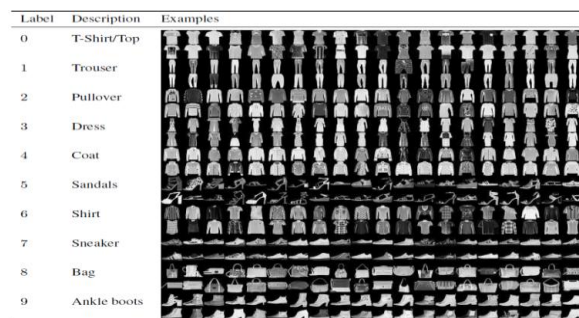 Label Description Examples
0 T-Shirt/Top
1 Trouser
2 Pullover
3 Dress
4 Coat
5 Sandals
6 Shirt
7 Sneaker
8 Bag
9 Ankle boots